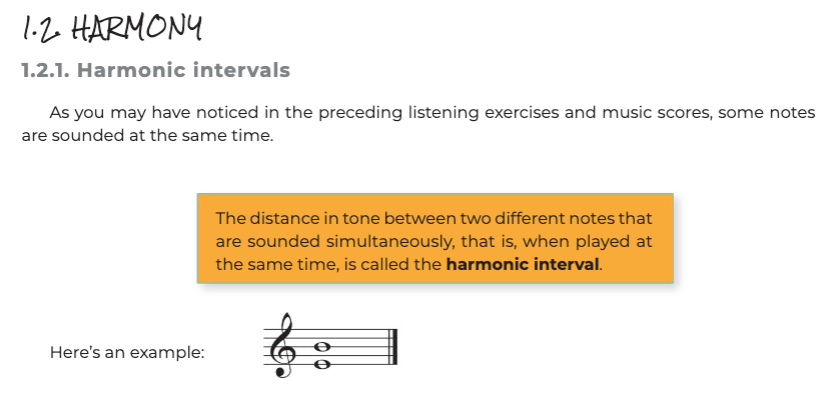 1.2. HARMONY
1.2.1. Harmonic intervals
As you may have noticed in the preceding listening exercises and music scores, some notes
are sounded at the same time.
The distance in tone between two different notes that
are sounded simultaneously, that is, when played at
the same time, is called the harmonic interval.
Here's an example: